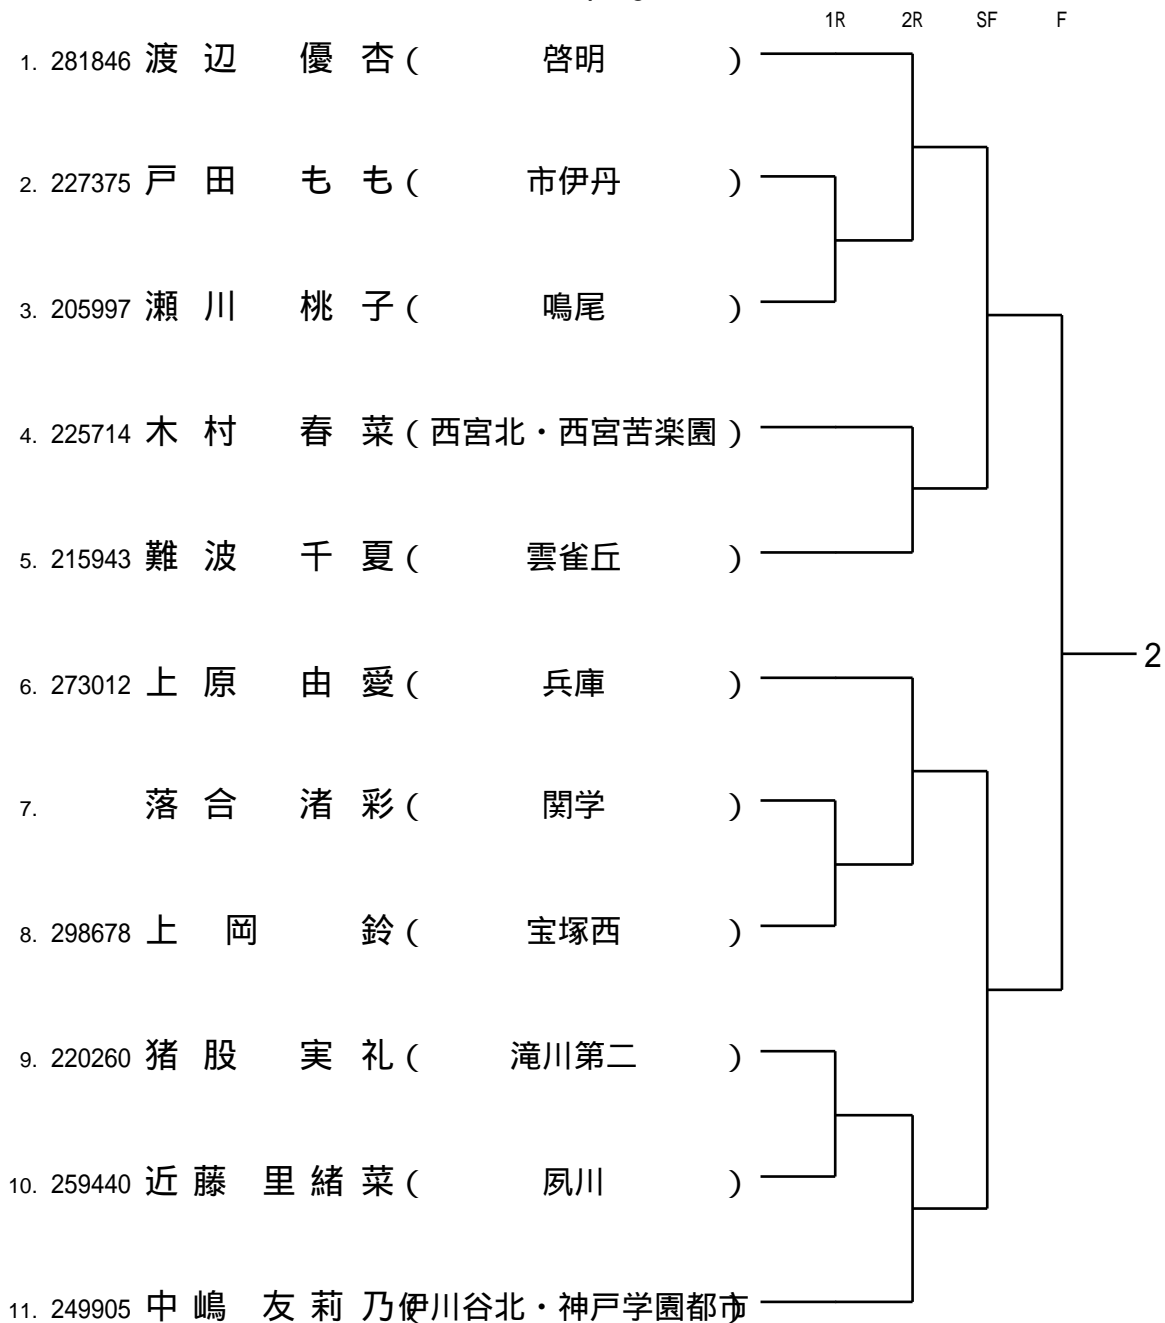 1R 2R SF F
1. 281846 渡辺 優杏 ( 啓明 )
2. 227375 戸田 もも ( 市伊丹 )
3. 205997 瀬川 桃子 ( 鳴尾 )
4. 225714 木村 春菜 ( 西宮北・西宮苦楽園 )
5. 215943 難波 千夏 ( 雲雀丘 )
2
6. 273012 上原 由愛 ( 兵庫 )
7. 落合 渚彩 ( 関学 )
8. 298678 上岡 鈴 ( 宝塚西 )
9. 220260 猪股 実礼 ( 滝川第二 )
10. 259440 近藤 里緒菜 ( 夙川 )
11. 249905 中嶋 友莉乃 ( 伊川谷北・神戸学園都市 )